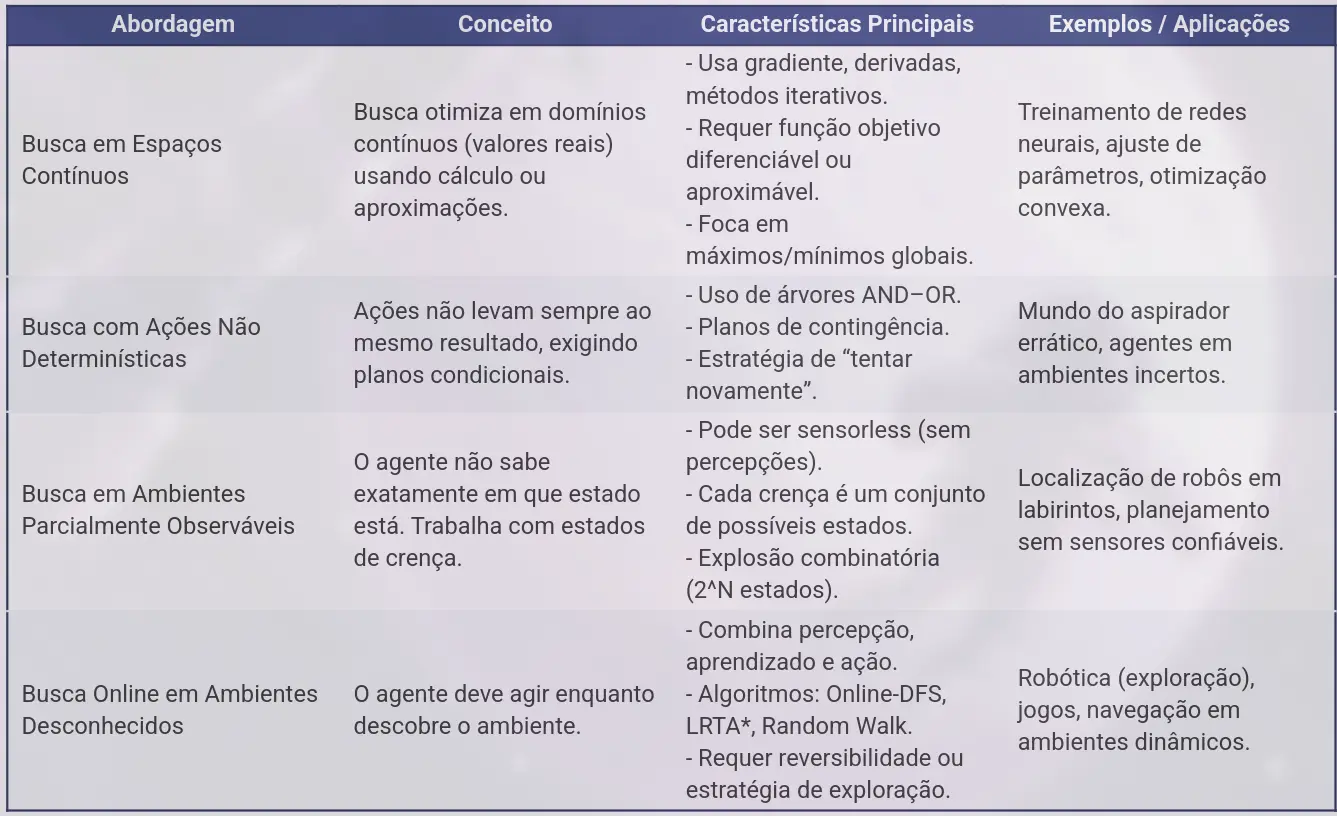 Abordagem
Conceito
Características Principais
Exemplos / Aplicações
Busca em Espaços
Contínuos
Busca otimiza em domínios
contínuos (valores reais)
usando cálculo ou
aproximações.
- Usa gradiente, derivadas,
métodos iterativos.
- Requer função objetivo
diferenciável ou
aproximável.
- Foca em
máximos/mínimos globais.
Treinamento de redes
neurais, ajuste de
parâmetros, otimização
convexa.
Busca com Ações Não
Determinísticas
Ações não levam sempre ao
mesmo resultado, exigindo
planos condicionais.
- Uso de árvores AND–OR.
- Planos de contingência.
- Estratégia de “tentar
novamente”.
Mundo do aspirador
errático, agentes em
ambientes incertos.
Busca em Ambientes
Parcialmente Observáveis
O agente não sabe
exatamente em que estado
está. Trabalha com estados
de crença.
- Pode ser sensorless (sem
percepções).
- Cada crença é um conjunto
de possíveis estados.
- Explosão combinatória
(2^N estados).
Localização de robôs em
labirintos, planejamento
sem sensores confiáveis.
Busca Online em Ambientes
Desconhecidos
O agente deve agir enquanto
descobre o ambiente.
- Combina percepção,
aprendizado e ação.
- Algoritmos: Online-DFS,
LRTA*, Random Walk.
- Requer reversibilidade ou
estratégia de exploração.
Robótica (exploração),
jogos, navegação em
ambientes dinâmicos.